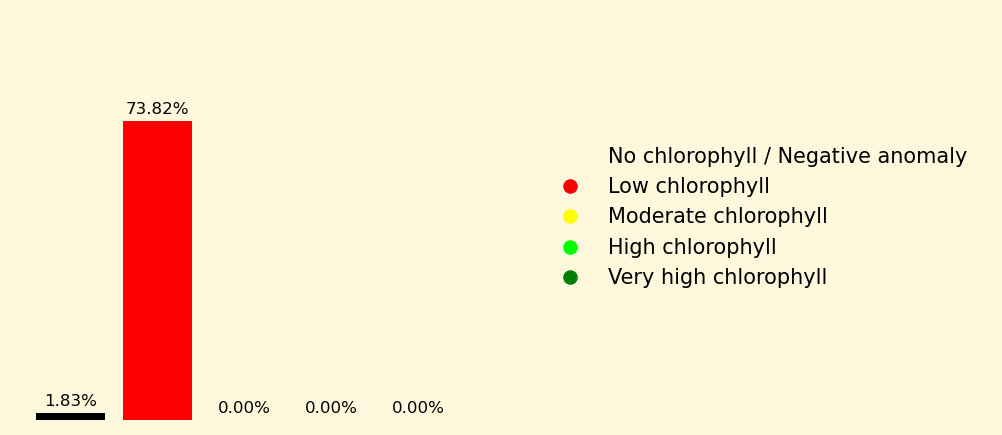 73.82%
1.83%
0.00%
0.00%
0.00%
No chlorophyll / Negative anomaly
Low chlorophyll
Moderate chlorophyll
High chlorophyll
Very high chlorophyll